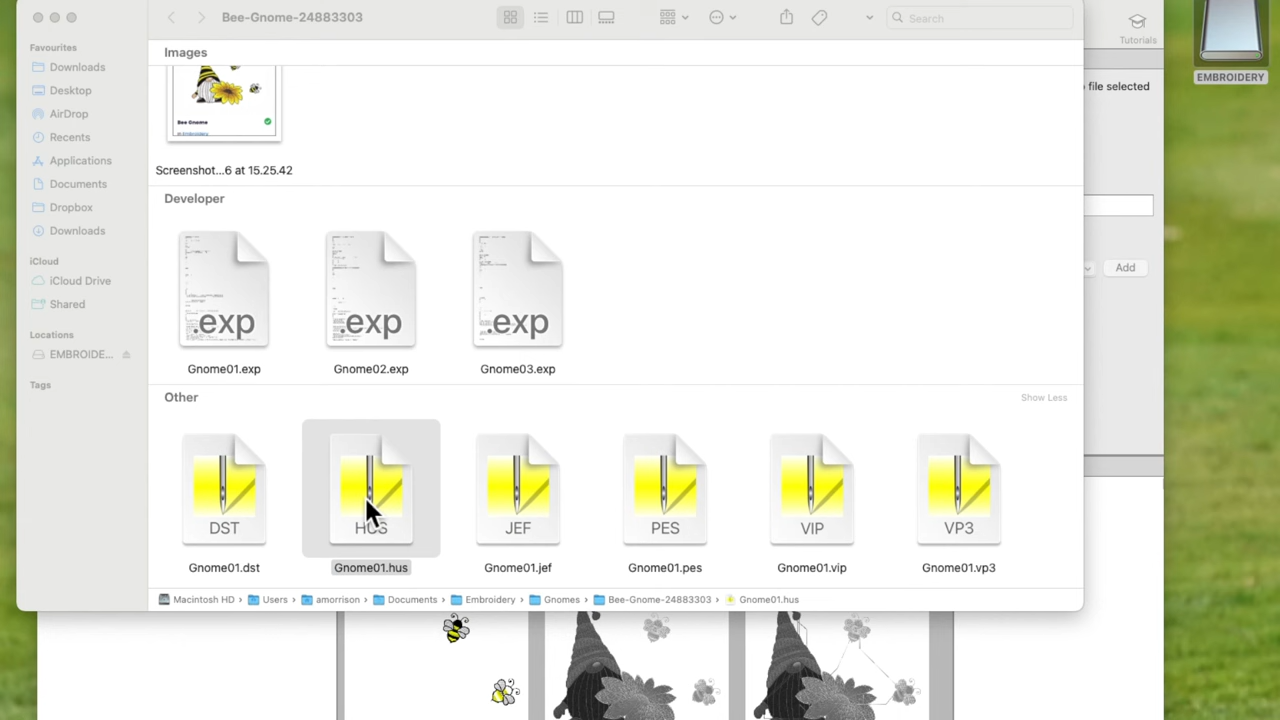 Bee-Gnome-24883303
Search
Tutorials
EMBROIDERY
file selected
Add
Favourites
Downloads
Desktop
AirDrop
Recents
Applications
Documents
Dropbox
Downloads
iCloud
iCloud Drive
Shared
Locations
EMBROIDE...
Tags
Images
Bee Gnome
in Embroidery
Screenshot...6 at 15.25.42
Developer
.exp .exp .exp
Gnome01.exp Gnome02.exp Gnome03.exp
Other Show Less
DST HUS JEF PES VIP VP3
Gnome01.dst Gnome01.hus Gnome01.jef Gnome01.pes Gnome01.vip Gnome01.vp3
Macintosh HD › Users › amorrison › Documents › Embroidery › Gnomes › Bee-Gnome-24883303 › Gnome01.hus